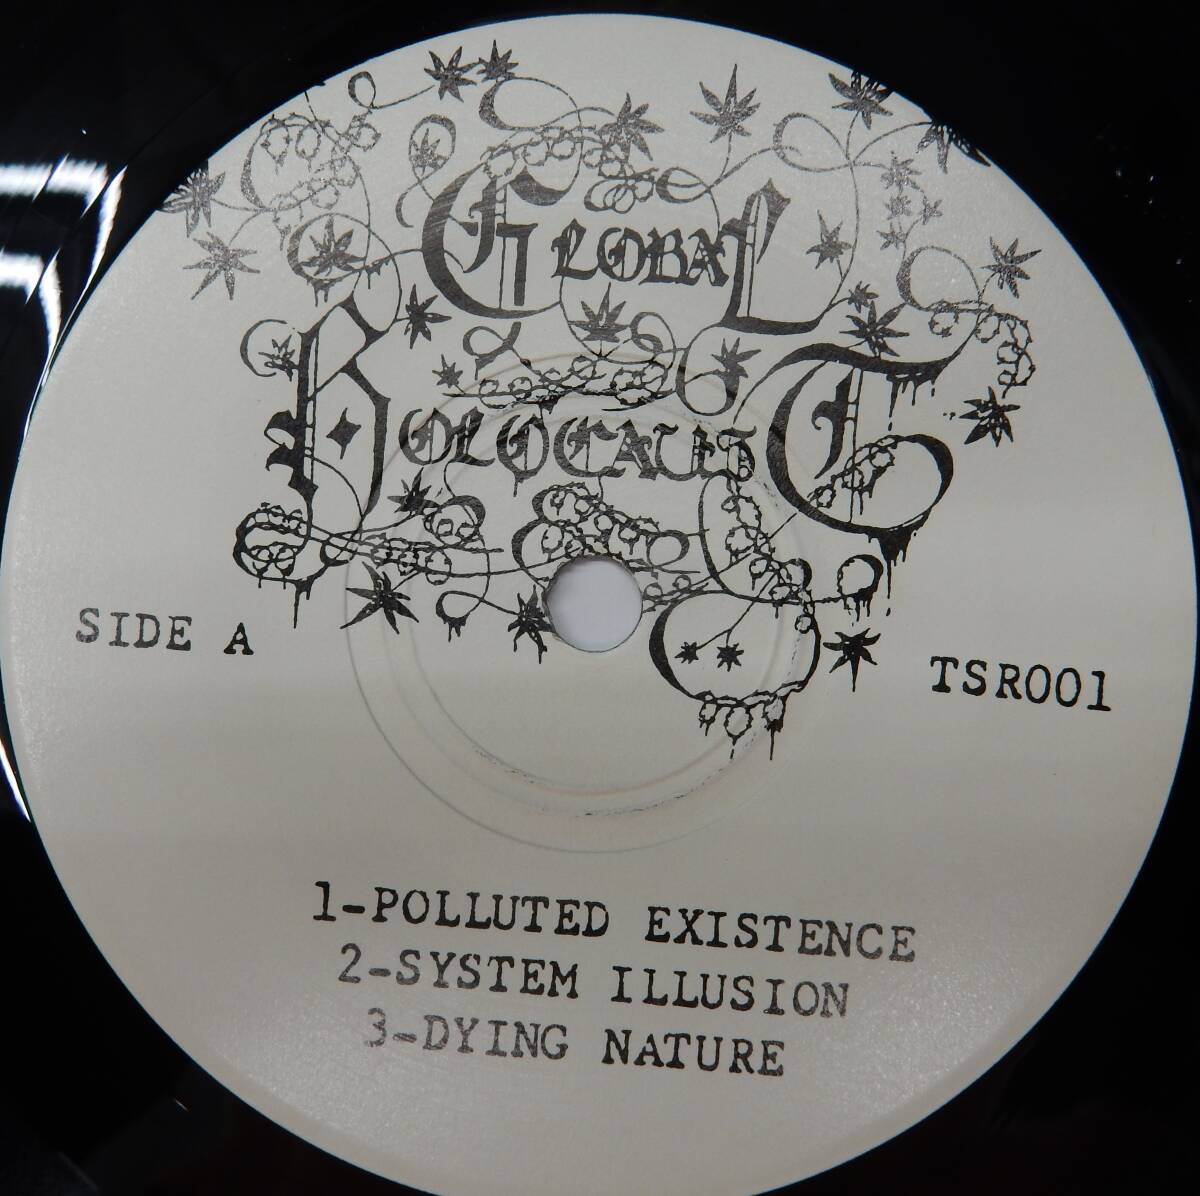 GLOBAL
HOLOCAUST
SIDE A
TSR001
1-POLLUTED EXISTENCE
2-SYSTEM ILLUSION
3-DYING NATURE